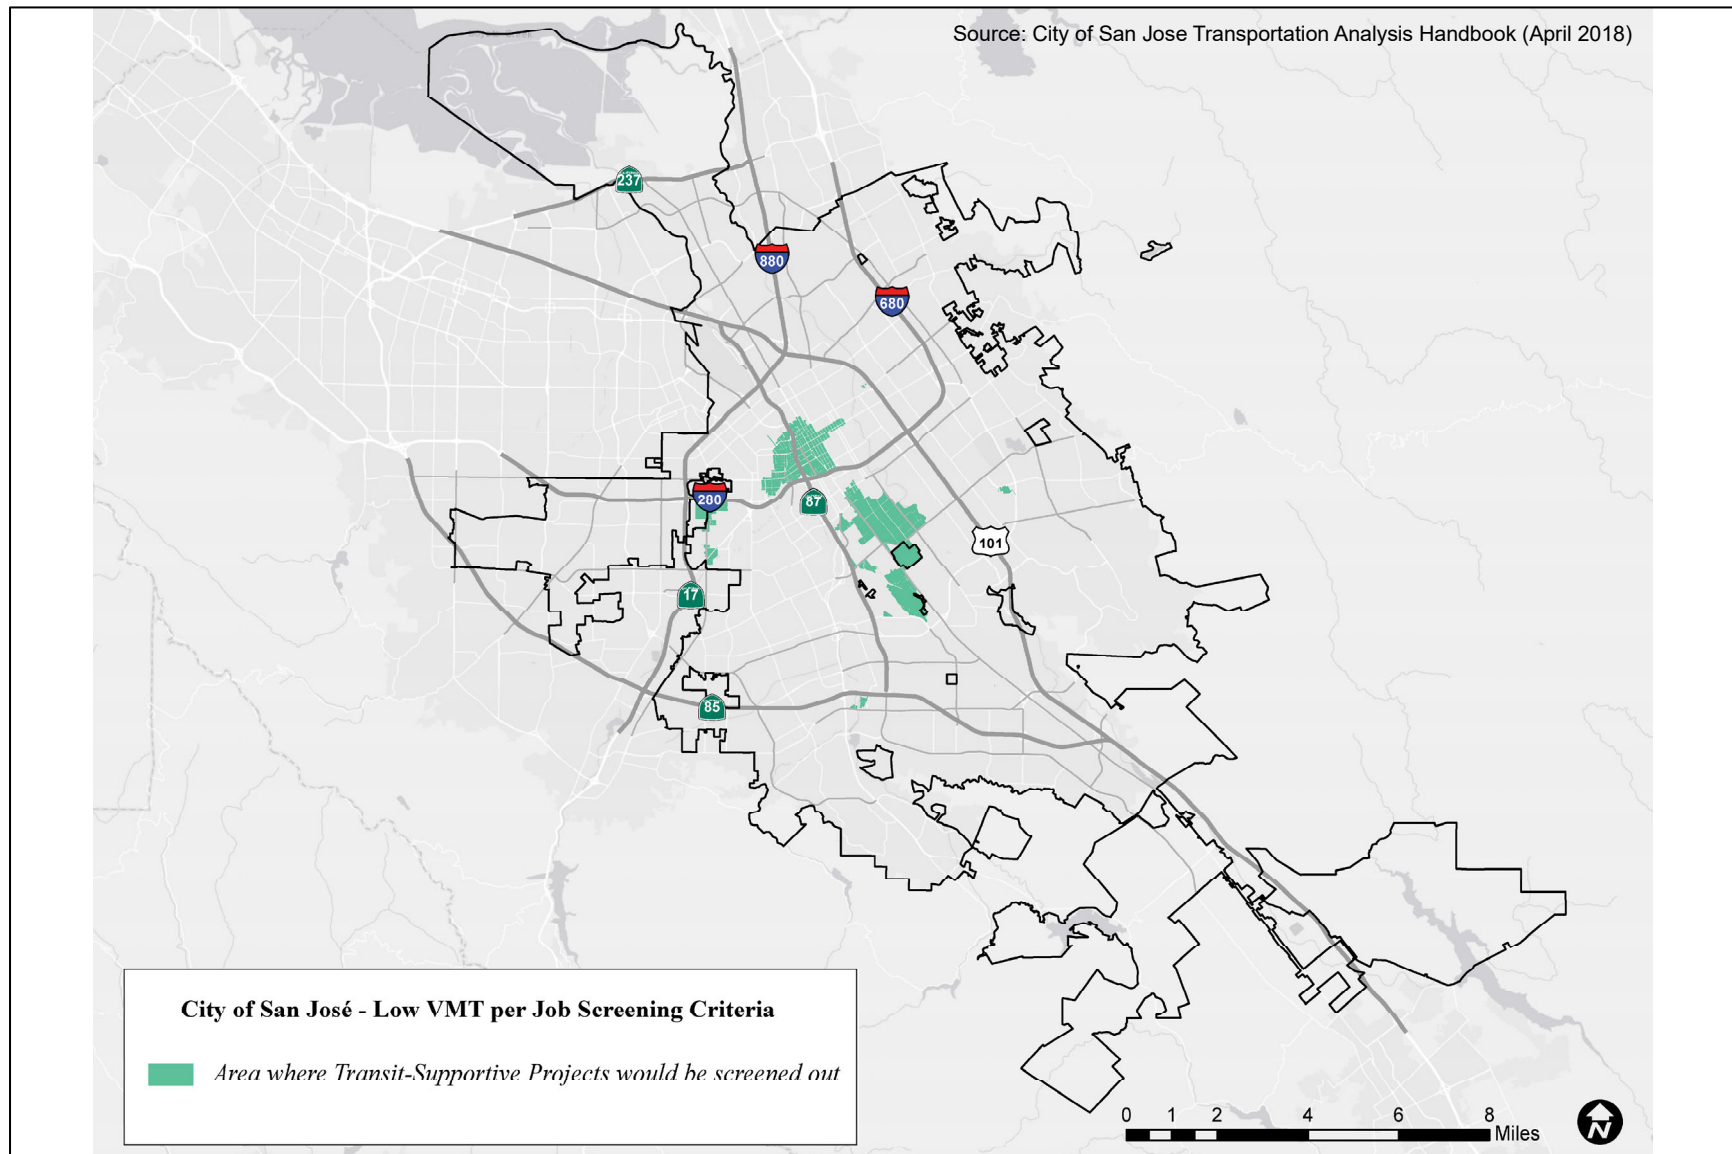 Source: City of San Jose Transportation Analysis Handbook (April 2018)
237
880
680
280
87
101
17
85
City of San José - Low VMT per Job Screening Criteria
Area where Transit-Supportive Projects would be screened out
0 1 2 4 6 8
Miles
N